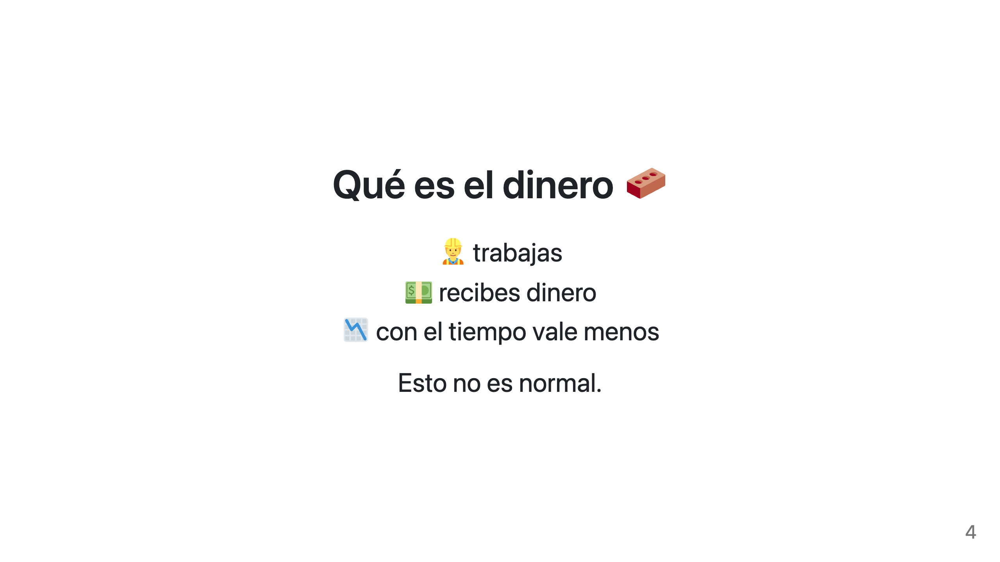 Qué es el dinero 🧱
👷 trabajas
💵 recibes dinero
📉 con el tiempo vale menos
Esto no es normal.
4